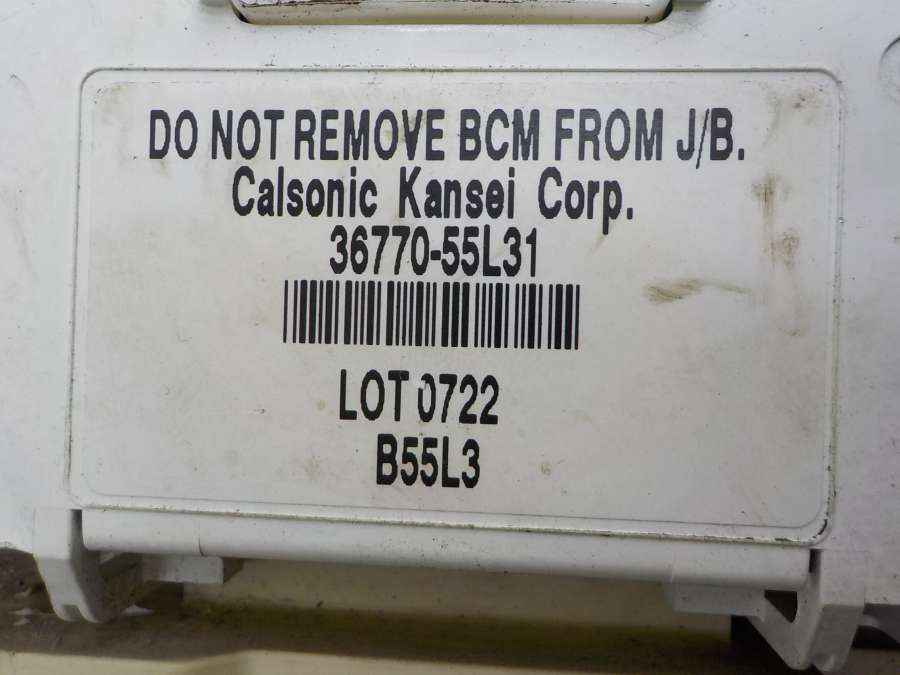 DO NOT REMOVE BCM FROM J/B.
Calsonic Kansei Corp.
36770-55L31
LOT 0722
B55L3